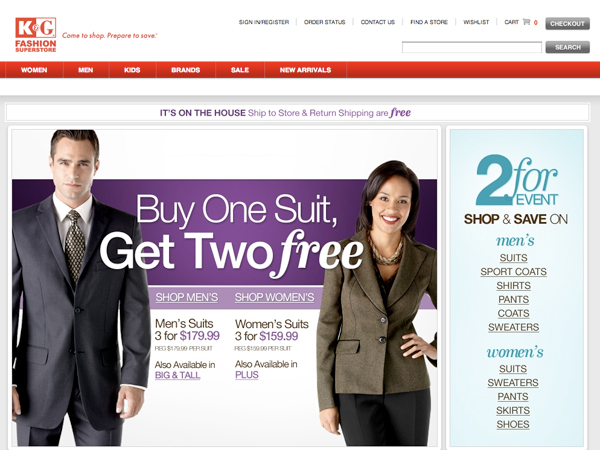 K&G
FASHION
SUPERSTORE
Come to shop. Prepare to save.
SIGN IN/REGISTER | ORDER STATUS | CONTACT US | FIND A STORE | WISHLIST | CART 0 CHECKOUT
SEARCH
WOMEN MEN KIDS BRANDS SALE NEW ARRIVALS
IT'S ON THE HOUSE Ship to Store & Return Shipping are free
Buy One Suit,
Get Two free
SHOP MEN'S SHOP WOMEN'S
Men's Suits
3 for $179.99
REG $179.99 PER SUIT
Also Available in
BIG & TALL
Women's Suits
3 for $159.99
REG $159.99 PER SUIT
Also Available in
PLUS
2 for
EVENT
SHOP & SAVE ON
men's
SUITS
SPORT COATS
SHIRTS
PANTS
COATS
SWEATERS
women's
SUITS
SWEATERS
PANTS
SKIRTS
SHOES